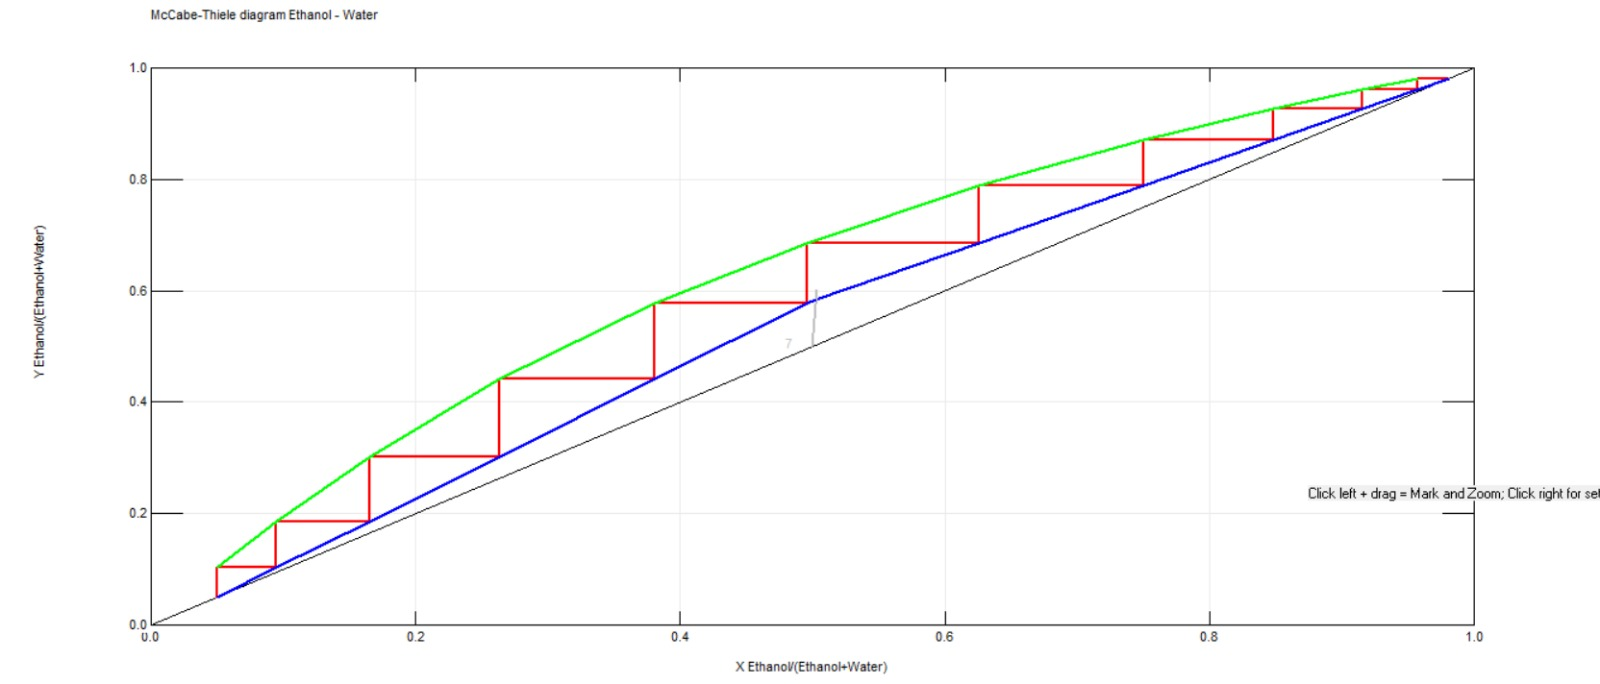 McCabe-Thiele diagram Ethanol - Water
1.0
0.8
0.6
0.4
0.2
0.0
Y Ethanol/(Ethanol+Water)
7
Click left + drag = Mark and Zoom; Click right for set
0.0 0.2 0.4 0.6 0.8 1.0
X Ethanol/(Ethanol+Water)